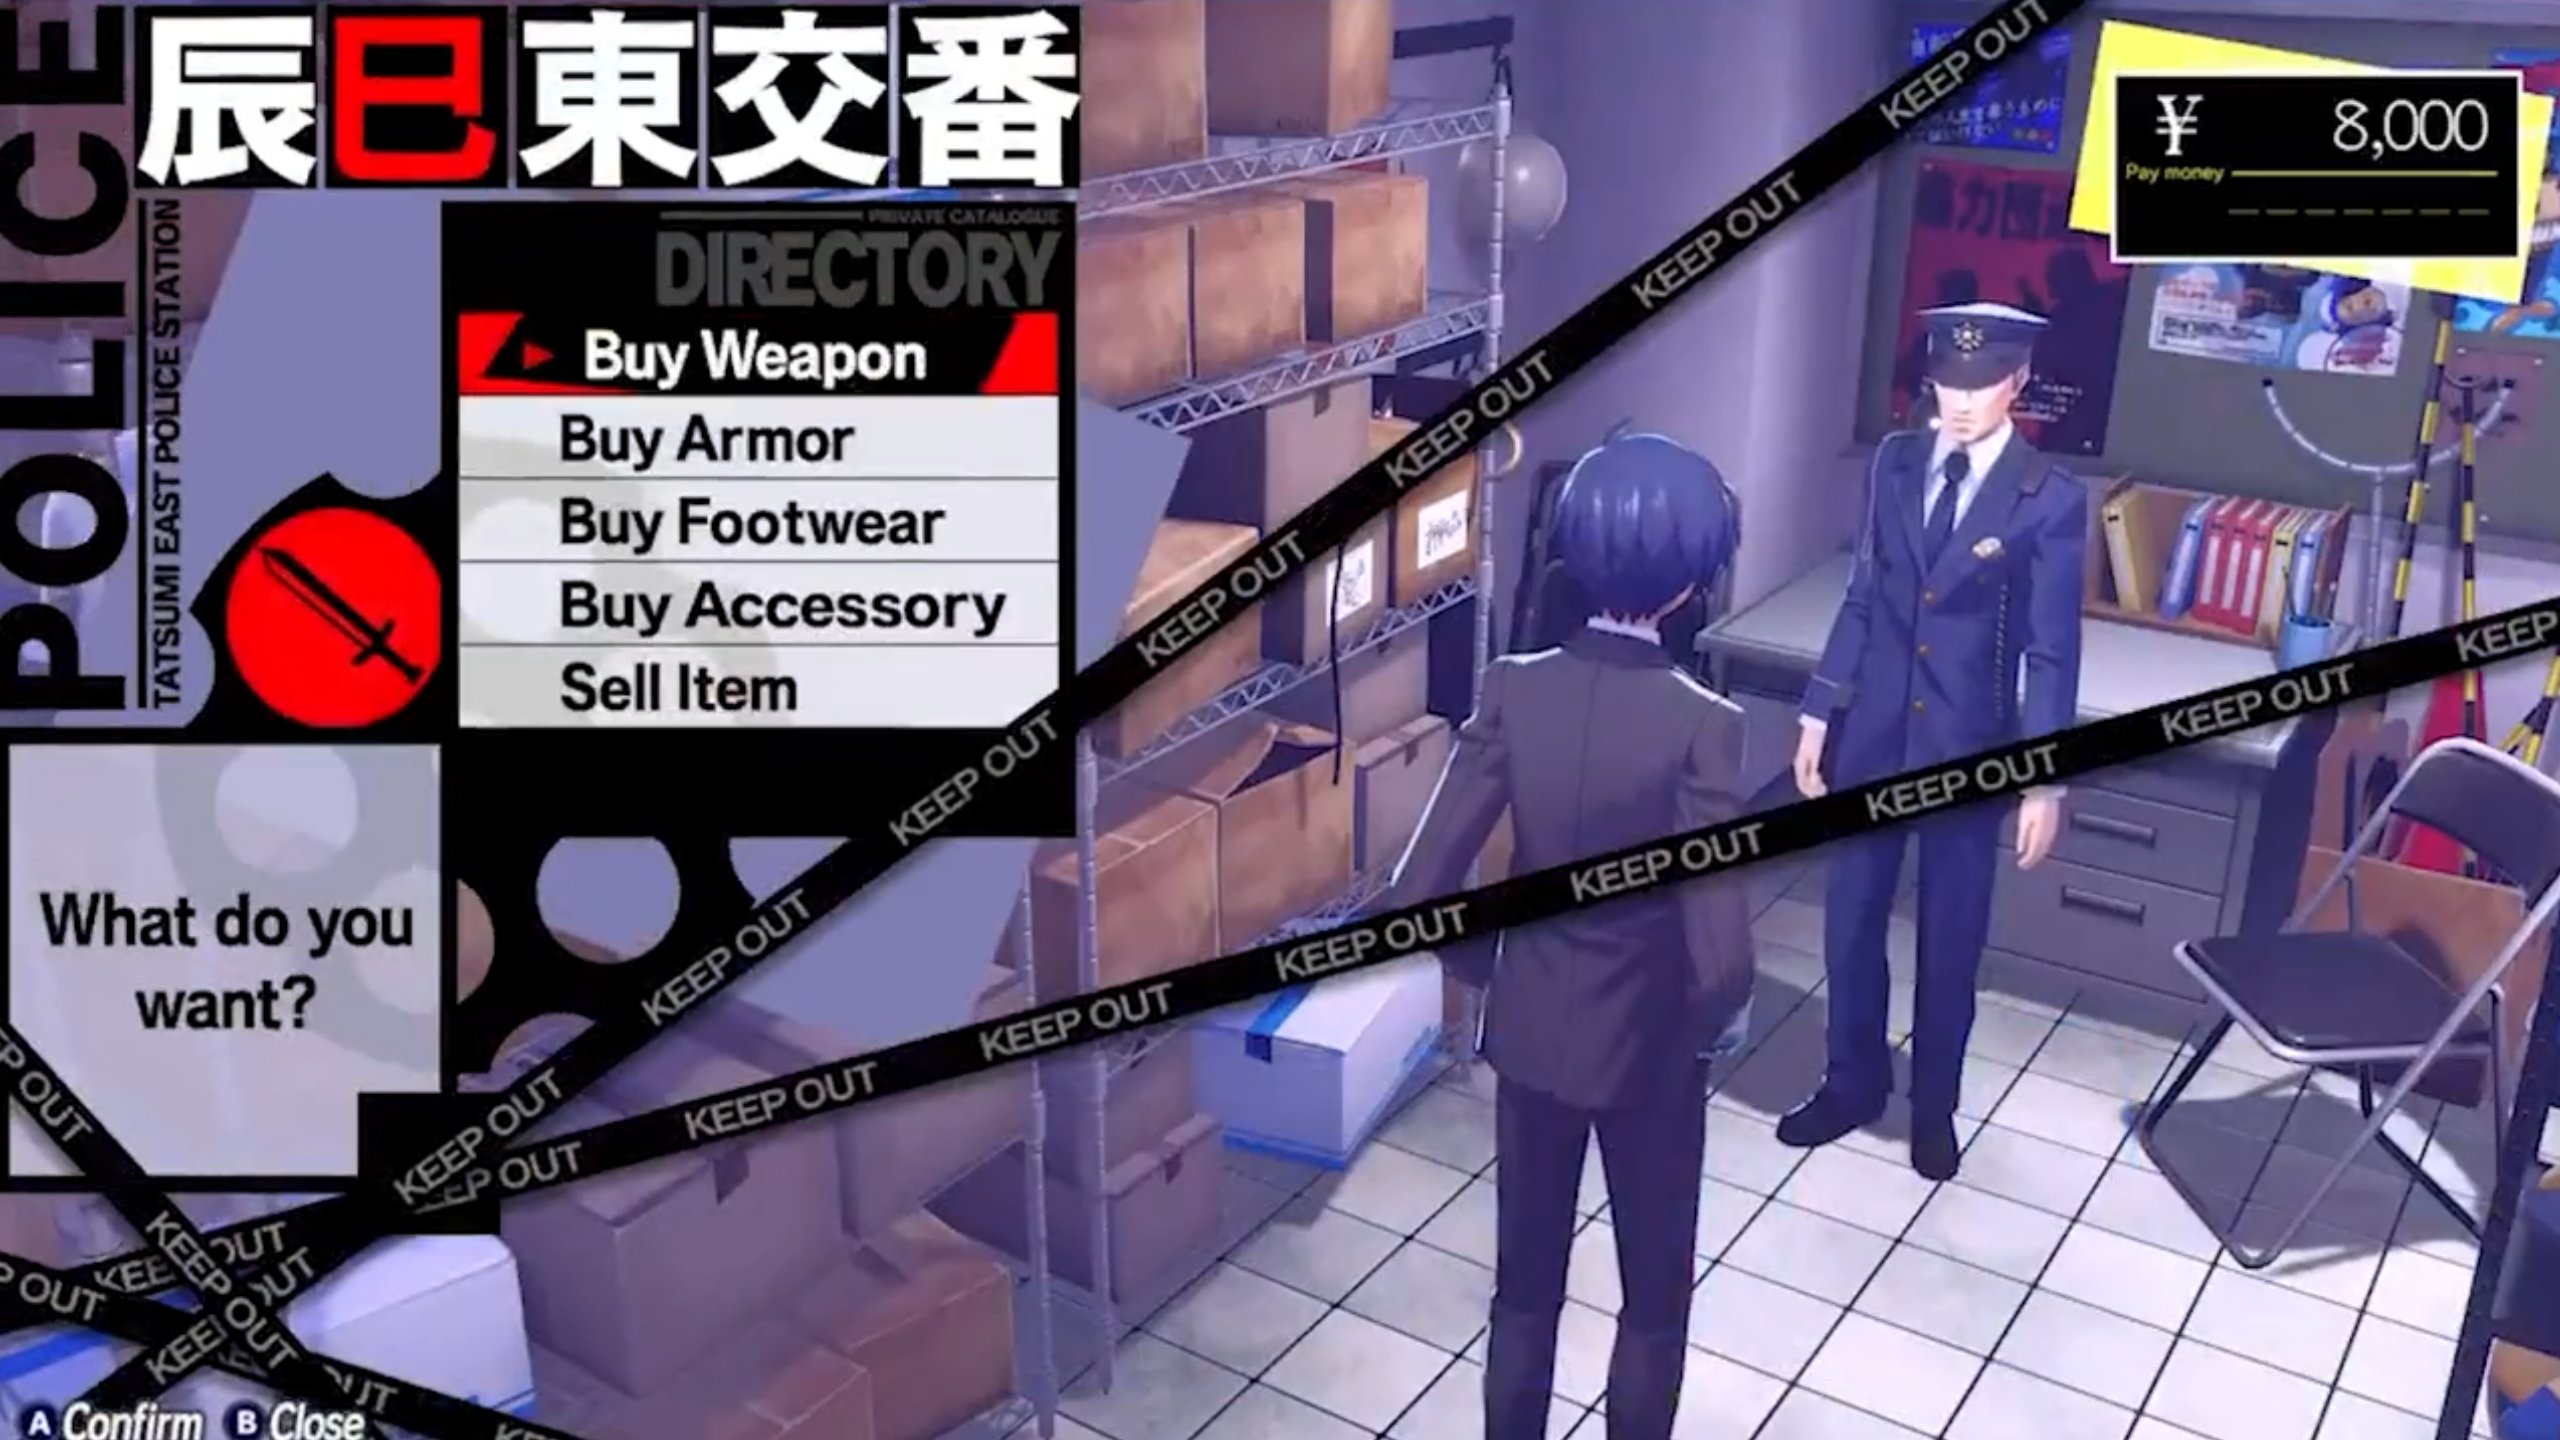 POLICE
辰巳東交番
TATSUMI EAST POLICE STATION
PRIVATE CATALOGUE
DIRECTORY
Buy Weapon
Buy Armor
Buy Footwear
Buy Accessory
Sell Item
What do you
want?
¥ 8,000
Pay money
KEEP OUT KEEP OUT KEEP OUT KEEP OUT KEEP OUT KEEP OUT KEEP OUT KEEP OUT
KEEP OUT KEEP OUT KEEP OUT KEEP OUT KEEP OUT KEEP OUT KEEP
A Confirm B Close